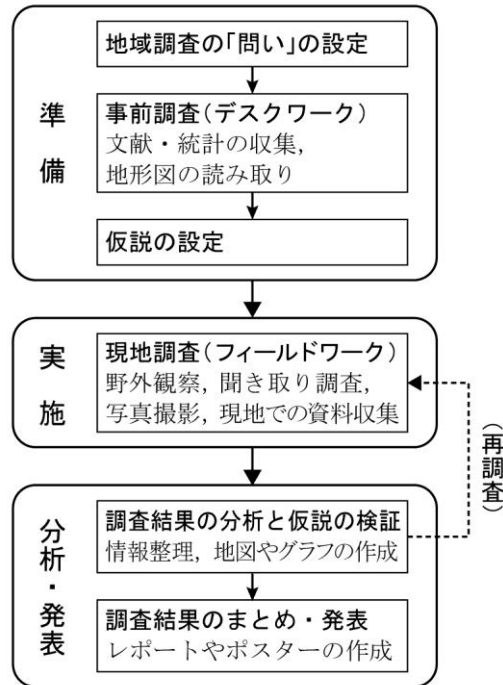 準備
地域調査の「問い」の設定
事前調査(デスクワーク)
文献・統計の収集,
地形図の読み取り
仮説の設定
実施
現地調査(フィールドワーク)
野外観察, 聞き取り調査,
写真撮影, 現地での資料収集
(再調査)
分析・発表
調査結果の分析と仮説の検証
情報整理, 地図やグラフの作成
調査結果のまとめ・発表
レポートやポスターの作成